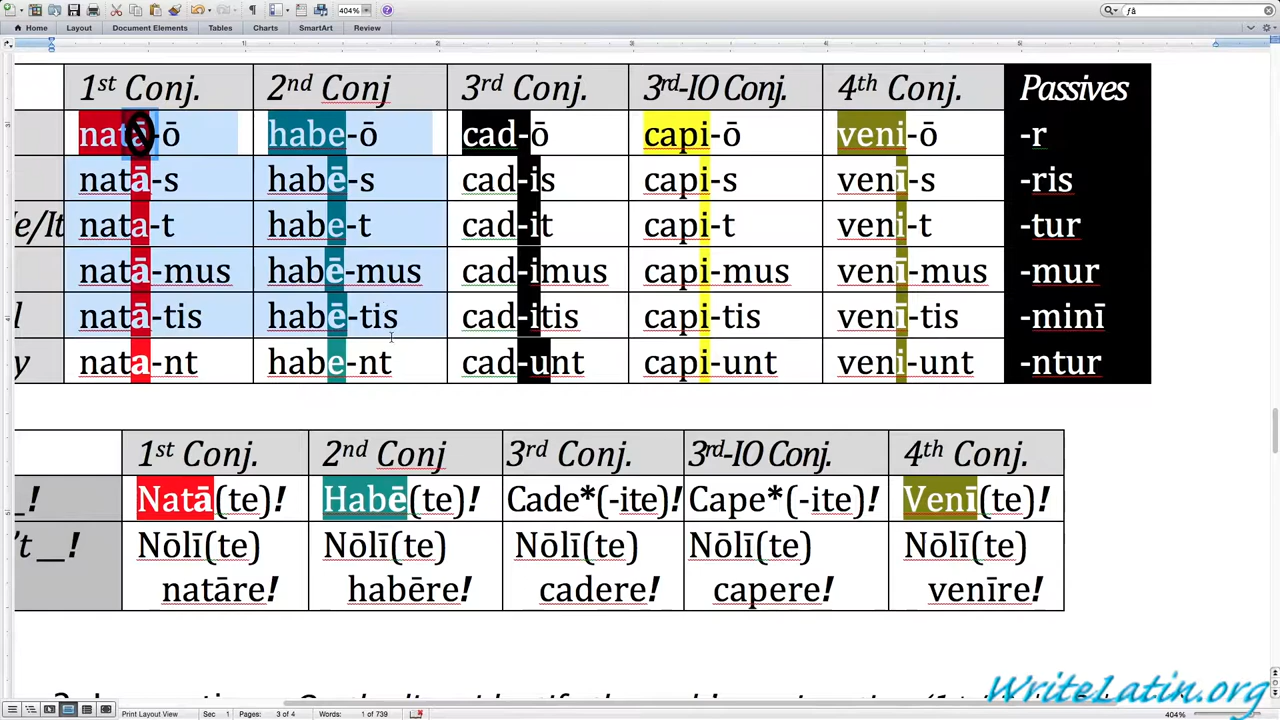 404%
ƒā
Home Layout Document Elements Tables Charts SmartArt Review
1st Conj. 2nd Conj 3rd Conj. 3rd-IO Conj. 4th Conj. Passives
natā-ō habe-ō cad-ō capi-ō veni-ō -r
natā-s habē-s cad-is capi-s venī-s -ris
e/It nata-t habe-t cad-it capi-t veni-t -tur
natā-mus habē-mus cad-imus capi-mus venī-mus -mur
l natā-tis habē-tis cad-itis capi-tis venī-tis -minī
y nata-nt habe-nt cad-unt capi-unt veni-unt -ntur
1st Conj. 2nd Conj 3rd Conj. 3rd-IO Conj. 4th Conj.
_! Natā(te)! Habē(te)! Cade*(-ite)! Cape*(-ite)! Venī(te)!
't __! Nōlī(te) Nōlī(te) Nōlī(te) Nōlī(te) Nōlī(te)
natāre! habēre! cadere! capere! venīre!
WriteLatin.org
Print Layout View Sec 1 Pages: 3 of 4 Words: 1 of 739 404%